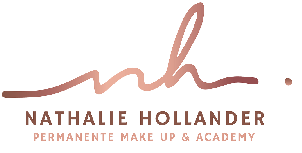 nh.
NATHALIE HOLLANDER
PERMANENTE MAKE UP & ACADEMY